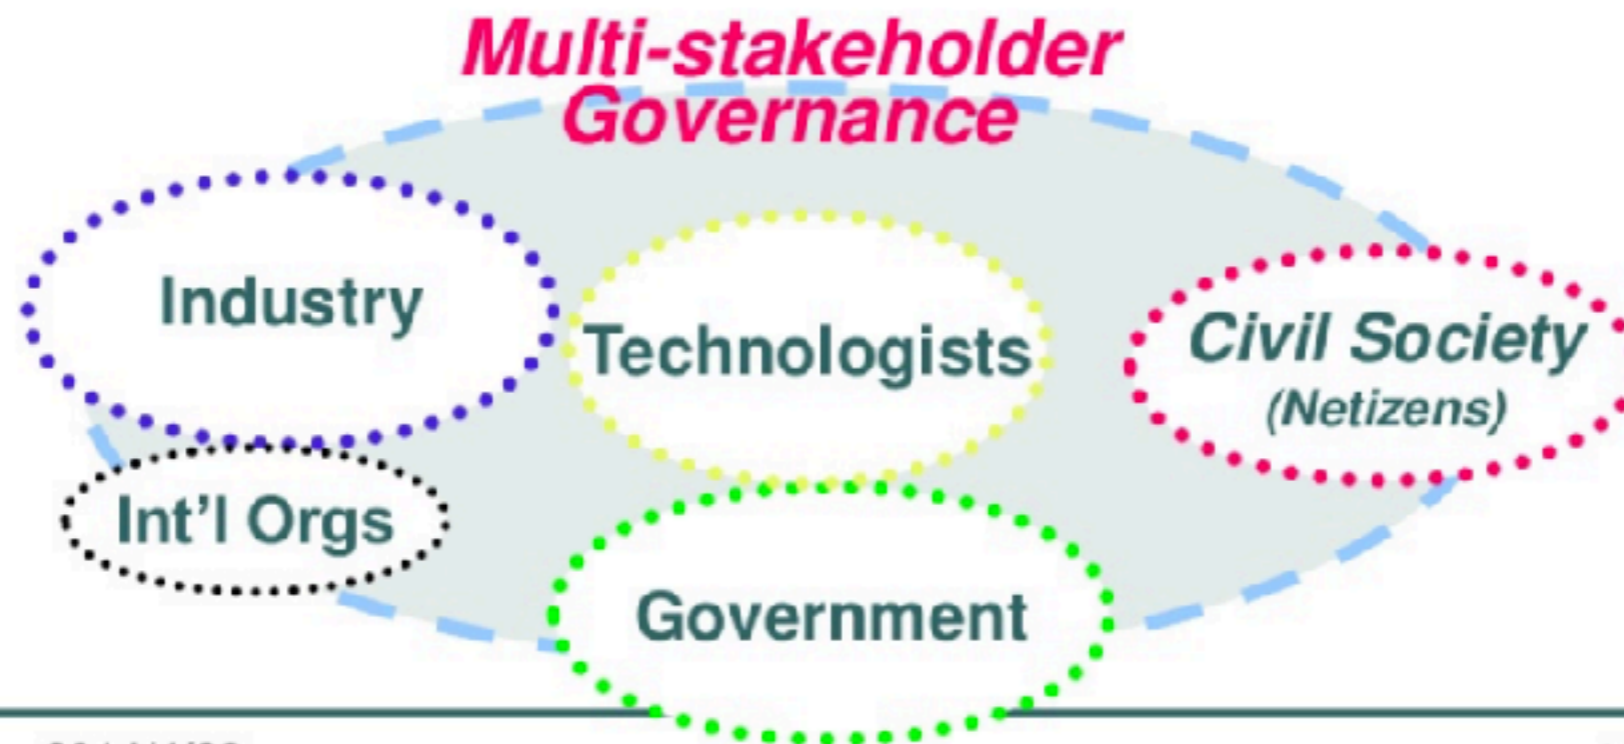 Multi-stakeholder
Governance
Industry
Technologists
Civil Society
(Netizens)
Int'l Orgs
Government